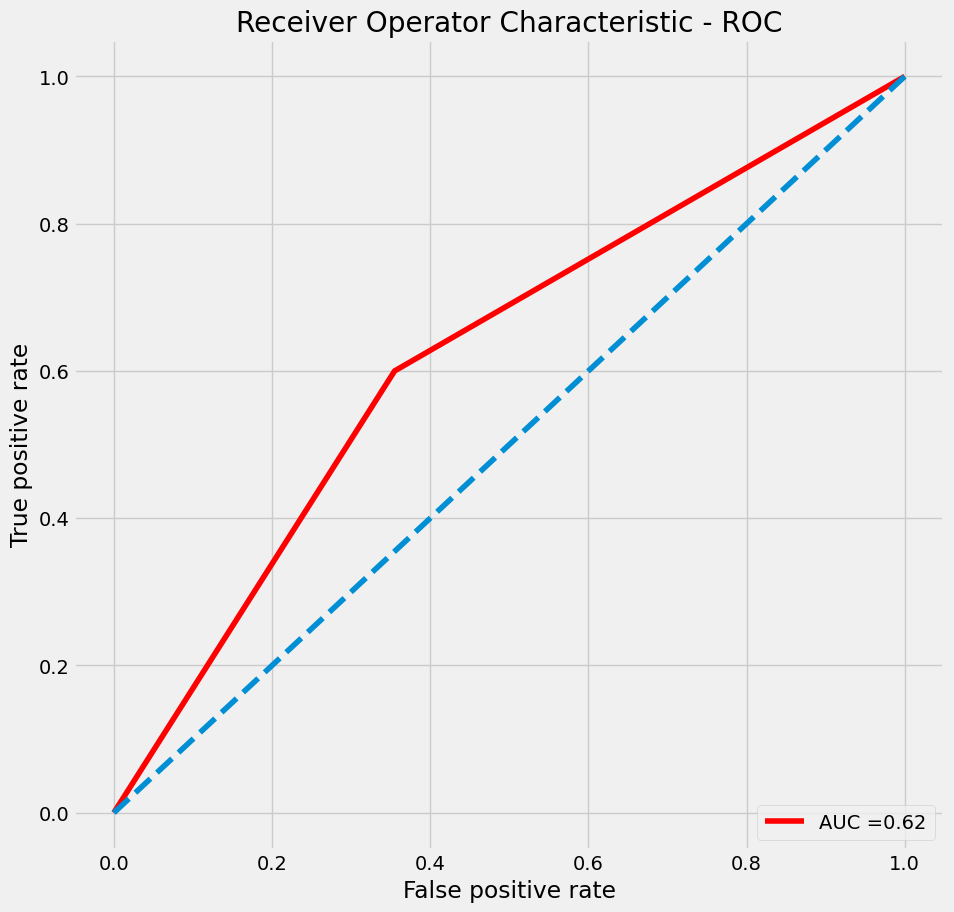 Receiver Operator Characteristic - ROC
1.0
0.8
0.6
0.4
0.2
0.0
True positive rate
AUC =0.62
0.0 0.2 0.4 0.6 0.8 1.0
False positive rate